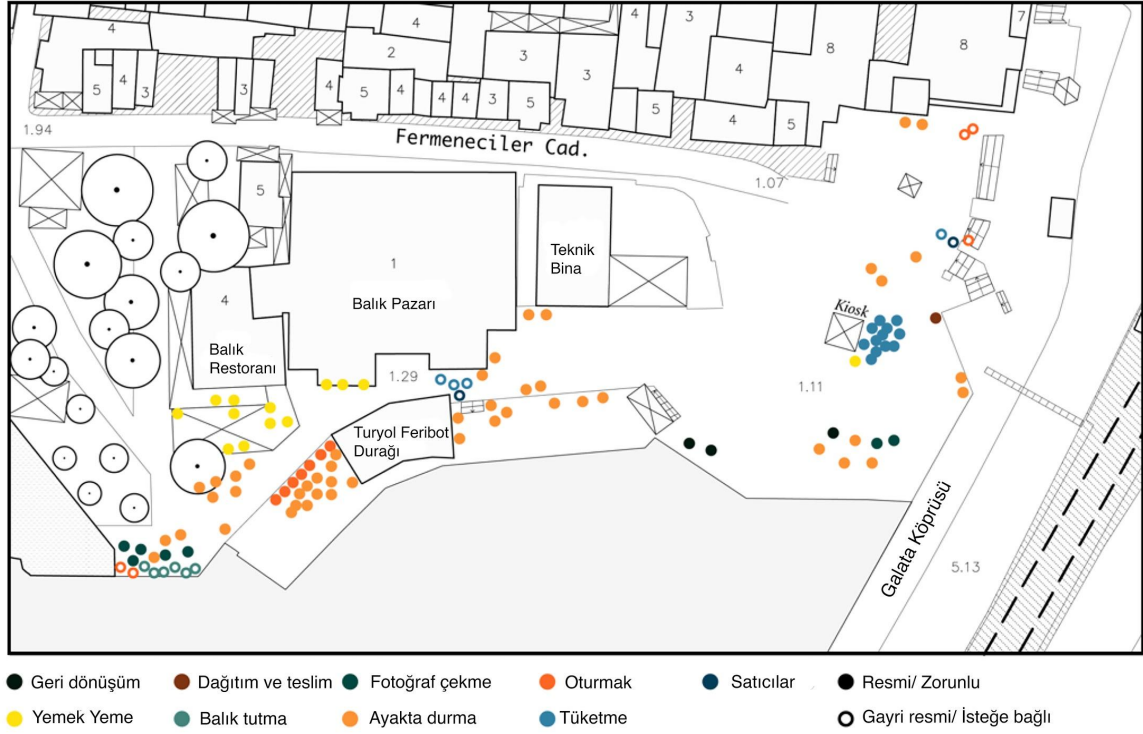 4
4
3
7
2
3
8
8
3
4
5
4
3
3
4
5
4
4
4
3
5
5
4
5
1.94
Fermeneciler Cad.
1.07
5
Teknik
Bina
1
4
Balık Pazarı
Kiosk
Balık
Restoranı
1.29
1.11
Turyol Feribot
Durağı
Galata Köprüsü
5.13
Geri dönüşüm
Dağıtım ve teslim
Fotoğraf çekme
Oturmak
Satıcılar
Resmi/ Zorunlu
Yemek Yeme
Balık tutma
Ayakta durma
Tüketme
Gayri resmi/ İsteğe bağlı